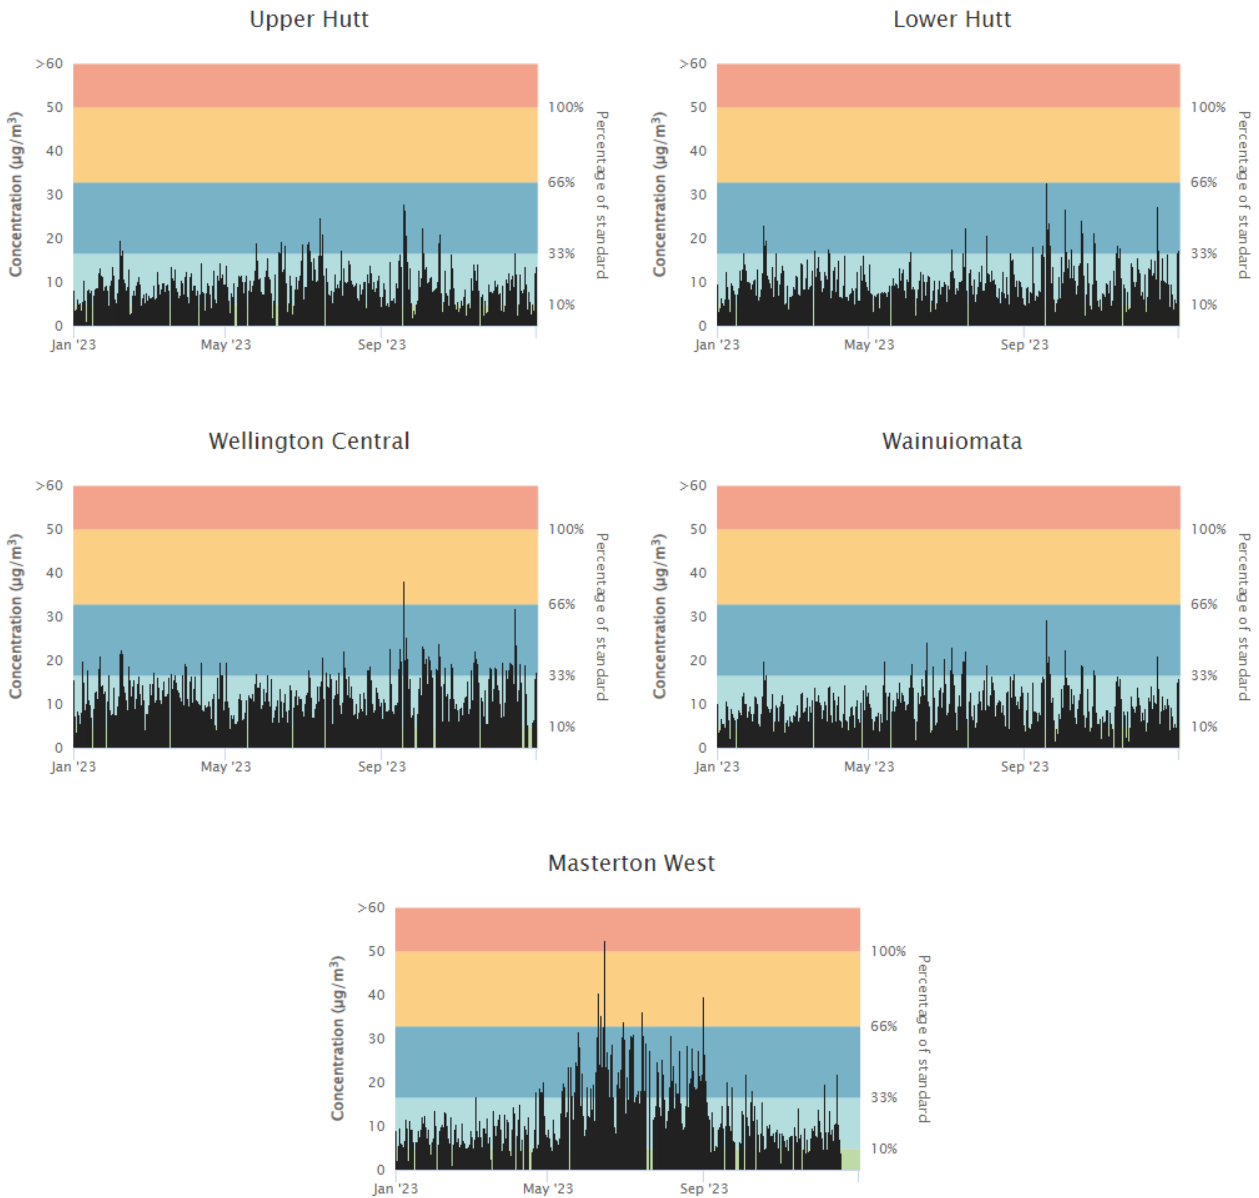 Upper Hutt
Lower Hutt
Concentration (µg/m³)
>60
50
40
30
20
10
0
Jan '23
May '23
Sep '23
100%
66%
33%
10%
Percentage of standard
Concentration (µg/m³)
>60
50
40
30
20
10
0
Jan '23
May '23
Sep '23
100%
66%
33%
10%
Percentage of standard
Wellington Central
Wainuiomata
Concentration (µg/m³)
>60
50
40
30
20
10
0
Jan '23
May '23
Sep '23
100%
66%
33%
10%
Percentage of standard
Concentration (µg/m³)
>60
50
40
30
20
10
0
Jan '23
May '23
Sep '23
100%
66%
33%
10%
Percentage of standard
Masterton West
Concentration (µg/m³)
>60
50
40
30
20
10
0
Jan '23
May '23
Sep '23
100%
66%
33%
10%
Percentage of standard